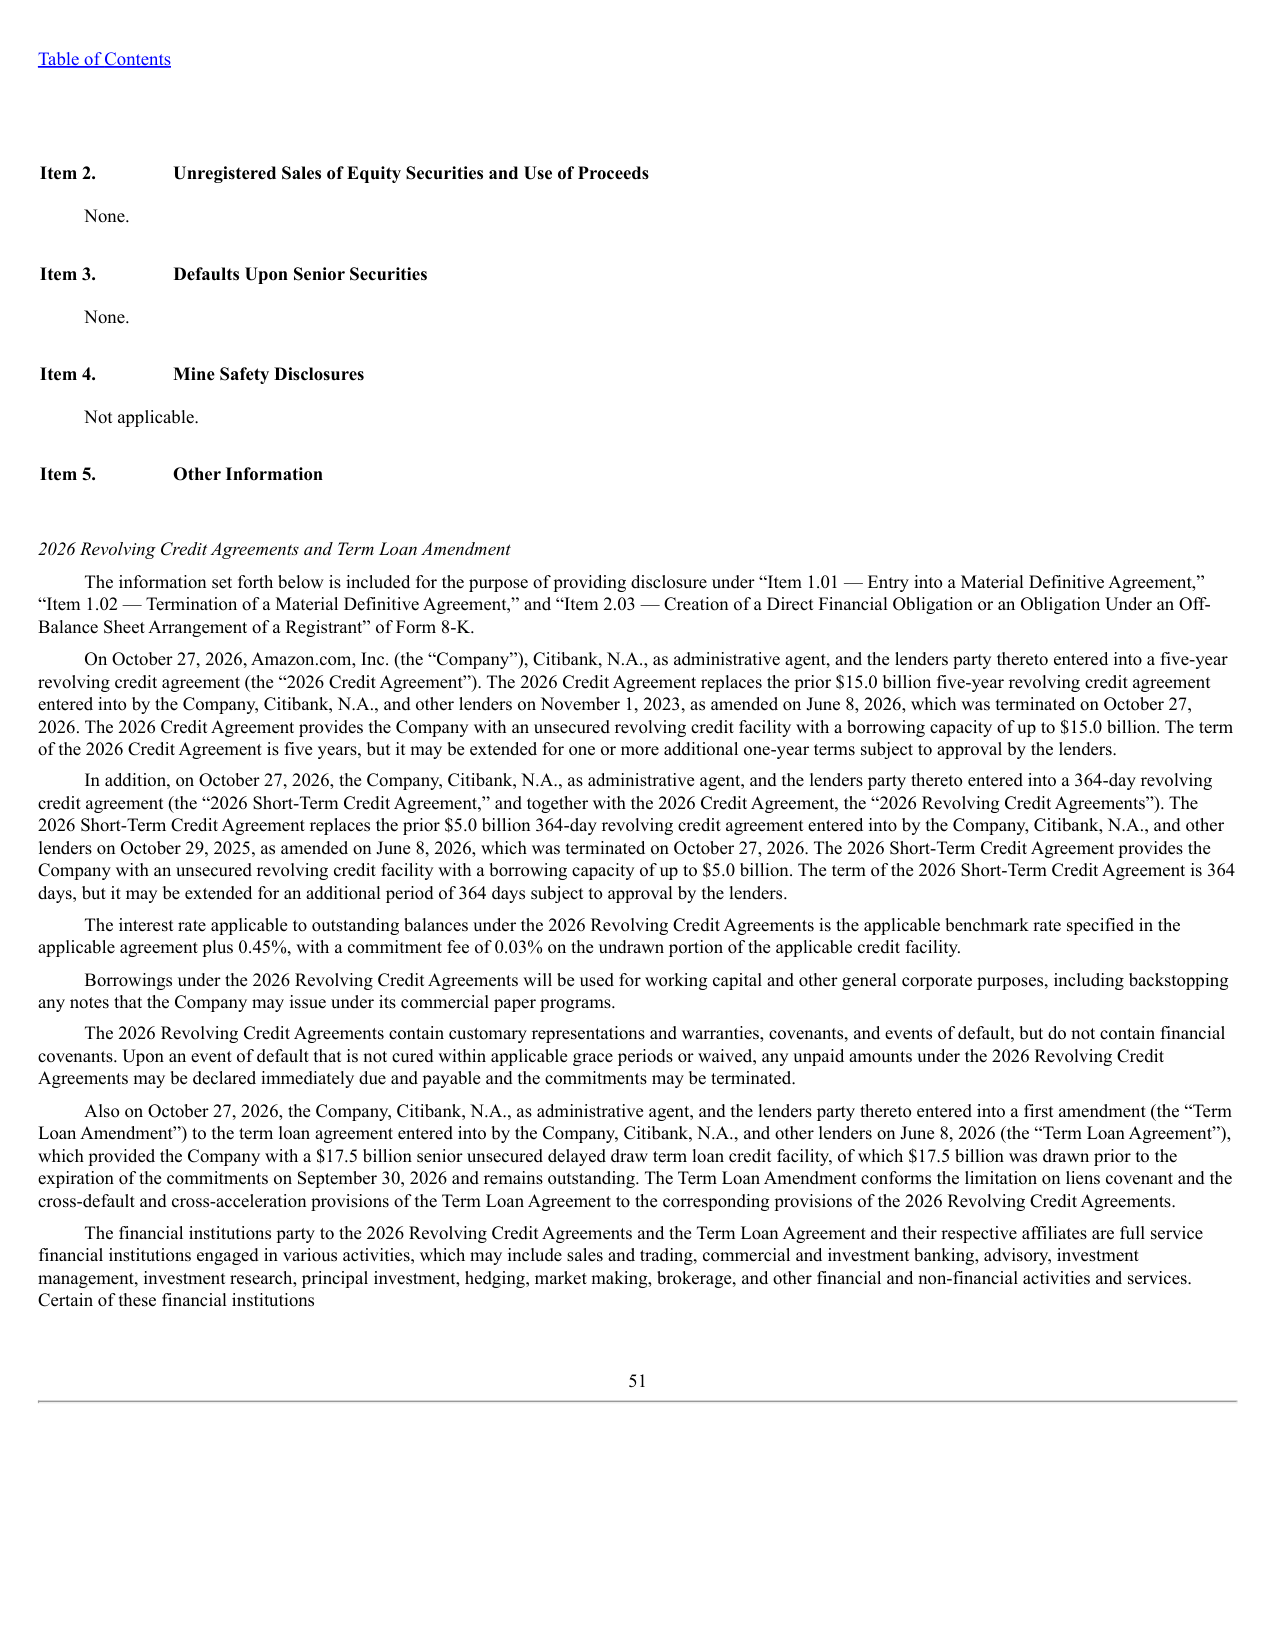 Table of Contents
Item 2. Unregistered Sales of Equity Securities and Use of Proceeds
None.
Item 3. Defaults Upon Senior Securities
None.
Item 4. Mine Safety Disclosures
Not applicable.
Item 5. Other Information
2026 Revolving Credit Agreements and Term Loan Amendment
The information set forth below is included for the purpose of providing disclosure under “Item 1.01 — Entry into a Material Definitive Agreement,”
“Item 1.02 — Termination of a Material Definitive Agreement,” and “Item 2.03 — Creation of a Direct Financial Obligation or an Obligation Under an Off-
Balance Sheet Arrangement of a Registrant” of Form 8-K.
On October 27, 2026, Amazon.com, Inc. (the “Company”), Citibank, N.A., as administrative agent, and the lenders party thereto entered into a five-year
revolving credit agreement (the “2026 Credit Agreement”). The 2026 Credit Agreement replaces the prior $15.0 billion five-year revolving credit agreement
entered into by the Company, Citibank, N.A., and other lenders on November 1, 2023, as amended on June 8, 2026, which was terminated on October 27,
2026. The 2026 Credit Agreement provides the Company with an unsecured revolving credit facility with a borrowing capacity of up to $15.0 billion. The term
of the 2026 Credit Agreement is five years, but it may be extended for one or more additional one-year terms subject to approval by the lenders.
In addition, on October 27, 2026, the Company, Citibank, N.A., as administrative agent, and the lenders party thereto entered into a 364-day revolving
credit agreement (the “2026 Short-Term Credit Agreement,” and together with the 2026 Credit Agreement, the “2026 Revolving Credit Agreements”). The
2026 Short-Term Credit Agreement replaces the prior $5.0 billion 364-day revolving credit agreement entered into by the Company, Citibank, N.A., and other
lenders on October 29, 2025, as amended on June 8, 2026, which was terminated on October 27, 2026. The 2026 Short-Term Credit Agreement provides the
Company with an unsecured revolving credit facility with a borrowing capacity of up to $5.0 billion. The term of the 2026 Short-Term Credit Agreement is 364
days, but it may be extended for an additional period of 364 days subject to approval by the lenders.
The interest rate applicable to outstanding balances under the 2026 Revolving Credit Agreements is the applicable benchmark rate specified in the
applicable agreement plus 0.45%, with a commitment fee of 0.03% on the undrawn portion of the applicable credit facility.
Borrowings under the 2026 Revolving Credit Agreements will be used for working capital and other general corporate purposes, including backstopping
any notes that the Company may issue under its commercial paper programs.
The 2026 Revolving Credit Agreements contain customary representations and warranties, covenants, and events of default, but do not contain financial
covenants. Upon an event of default that is not cured within applicable grace periods or waived, any unpaid amounts under the 2026 Revolving Credit
Agreements may be declared immediately due and payable and the commitments may be terminated.
Also on October 27, 2026, the Company, Citibank, N.A., as administrative agent, and the lenders party thereto entered into a first amendment (the “Term
Loan Amendment”) to the term loan agreement entered into by the Company, Citibank, N.A., and other lenders on June 8, 2026 (the “Term Loan Agreement”),
which provided the Company with a $17.5 billion senior unsecured delayed draw term loan credit facility, of which $17.5 billion was drawn prior to the
expiration of the commitments on September 30, 2026 and remains outstanding. The Term Loan Amendment conforms the limitation on liens covenant and the
cross-default and cross-acceleration provisions of the Term Loan Agreement to the corresponding provisions of the 2026 Revolving Credit Agreements.
The financial institutions party to the 2026 Revolving Credit Agreements and the Term Loan Agreement and their respective affiliates are full service
financial institutions engaged in various activities, which may include sales and trading, commercial and investment banking, advisory, investment
management, investment research, principal investment, hedging, market making, brokerage, and other financial and non-financial activities and services.
Certain of these financial institutions
51